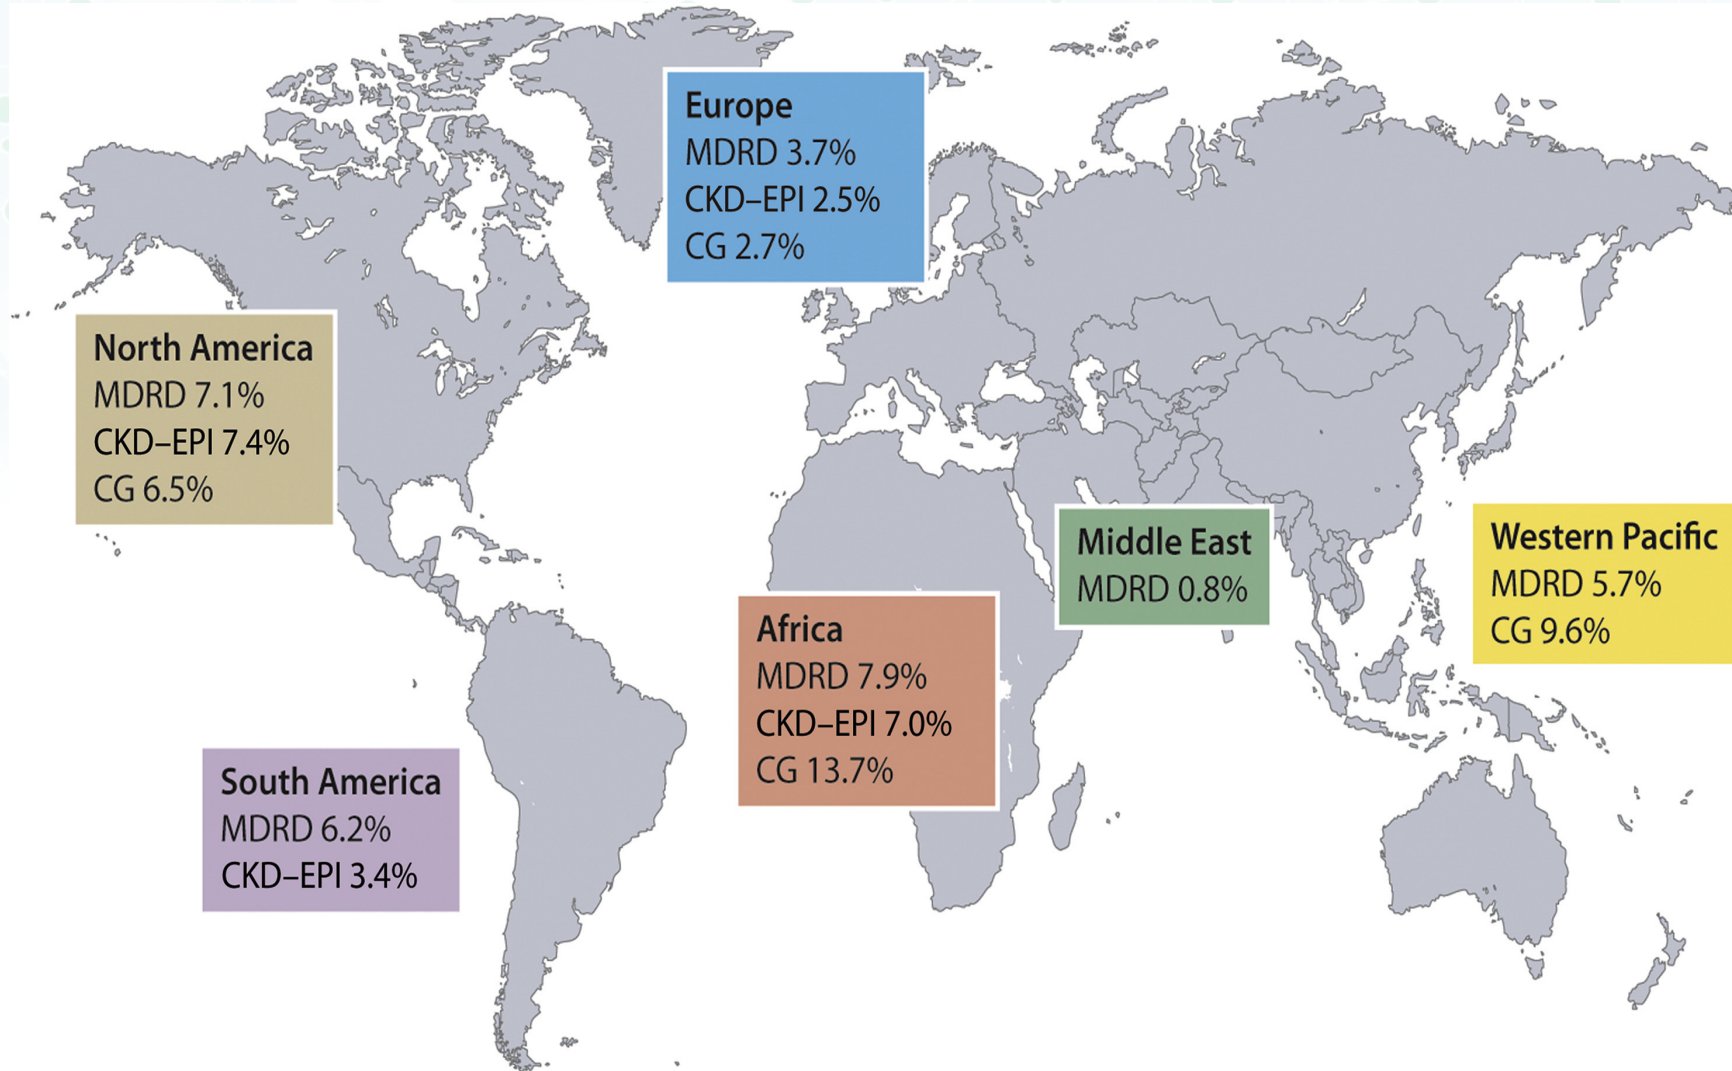 Europe
MDRD 3.7%
CKD–EPI 2.5%
CG 2.7%
North America
MDRD 7.1%
CKD–EPI 7.4%
CG 6.5%
Middle East
MDRD 0.8%
Western Pacific
MDRD 5.7%
CG 9.6%
Africa
MDRD 7.9%
CKD–EPI 7.0%
CG 13.7%
South America
MDRD 6.2%
CKD–EPI 3.4%